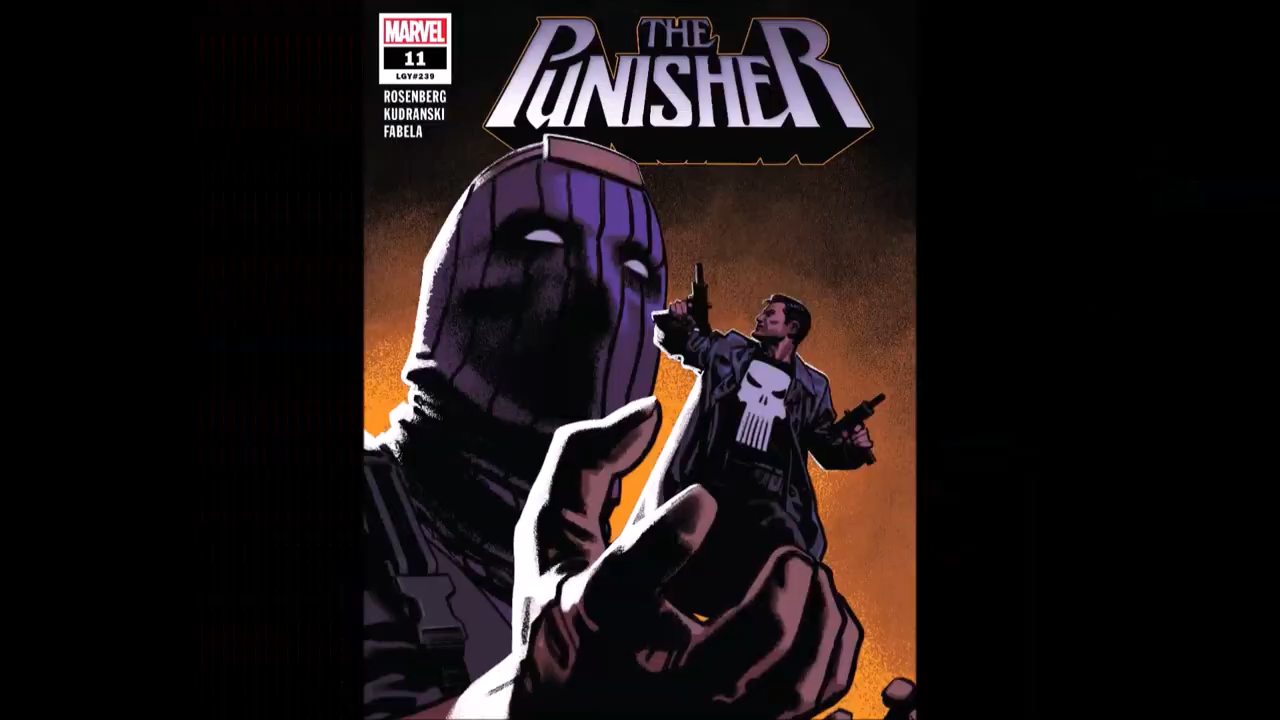 MARVEL
11
LGY#239
ROSENBERG
KUDRANSKI
FABELA
THE
PUNISHER